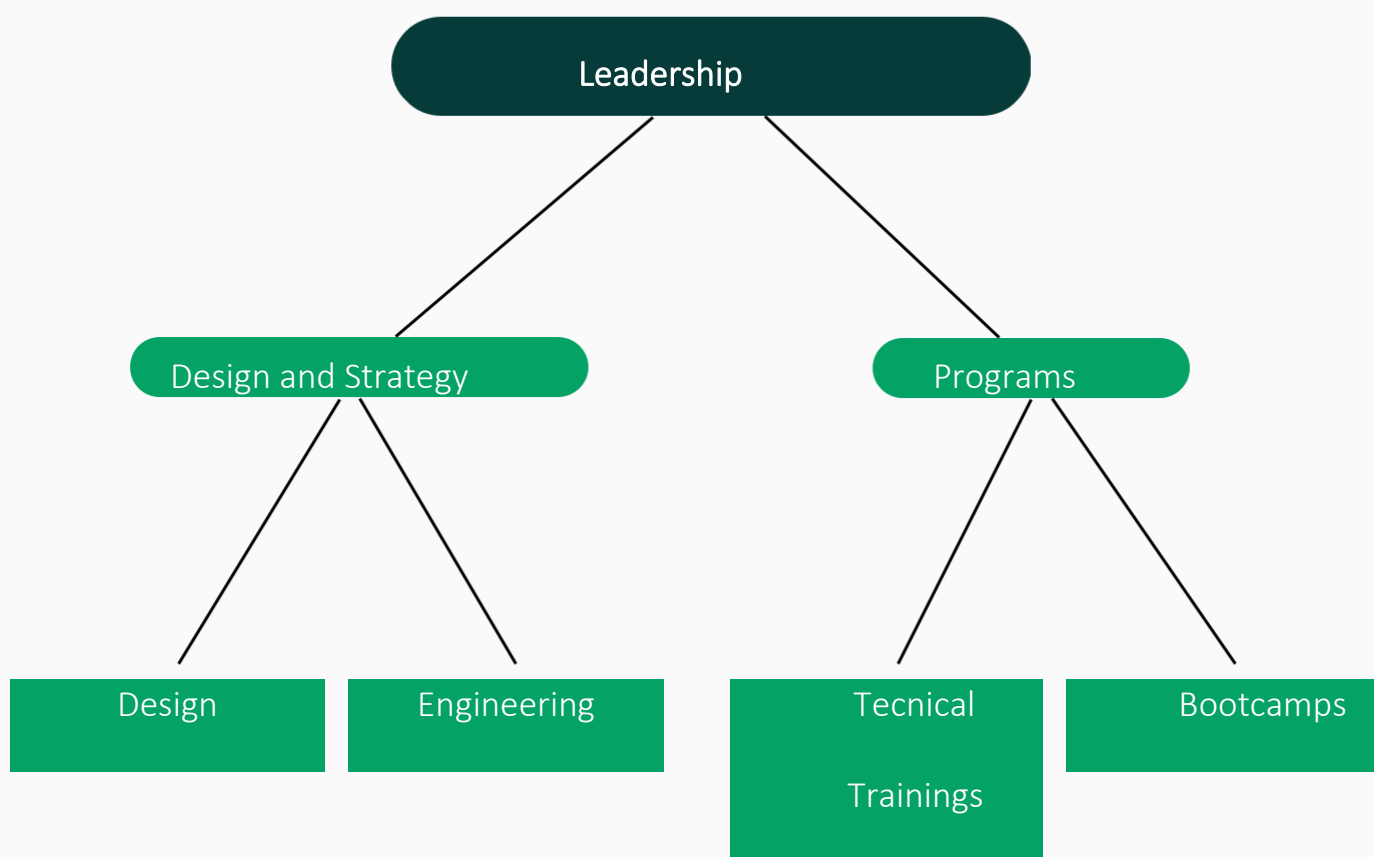 Leadership
Design and Strategy
Programs
Design
Engineering
Tecnical
Trainings
Bootcamps